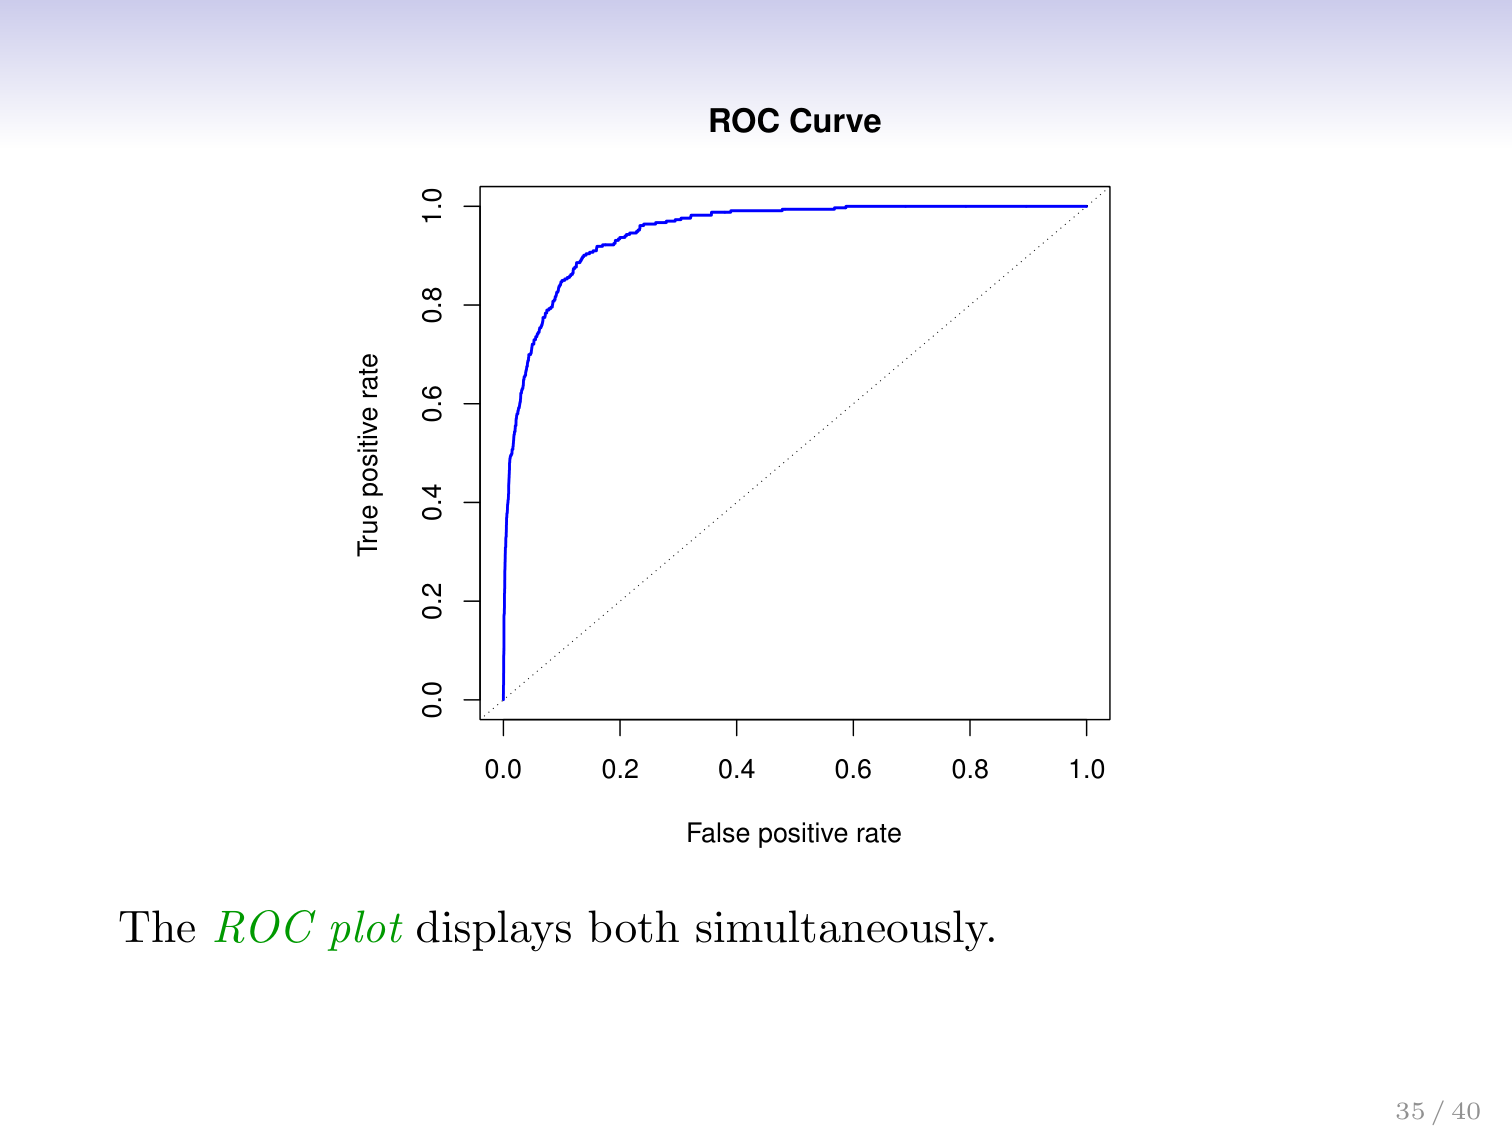 ROC Curve
True positive rate
1.0
0.8
0.6
0.4
0.2
0.0
0.0 0.2 0.4 0.6 0.8 1.0
False positive rate
The ROC plot displays both simultaneously.
35 / 40